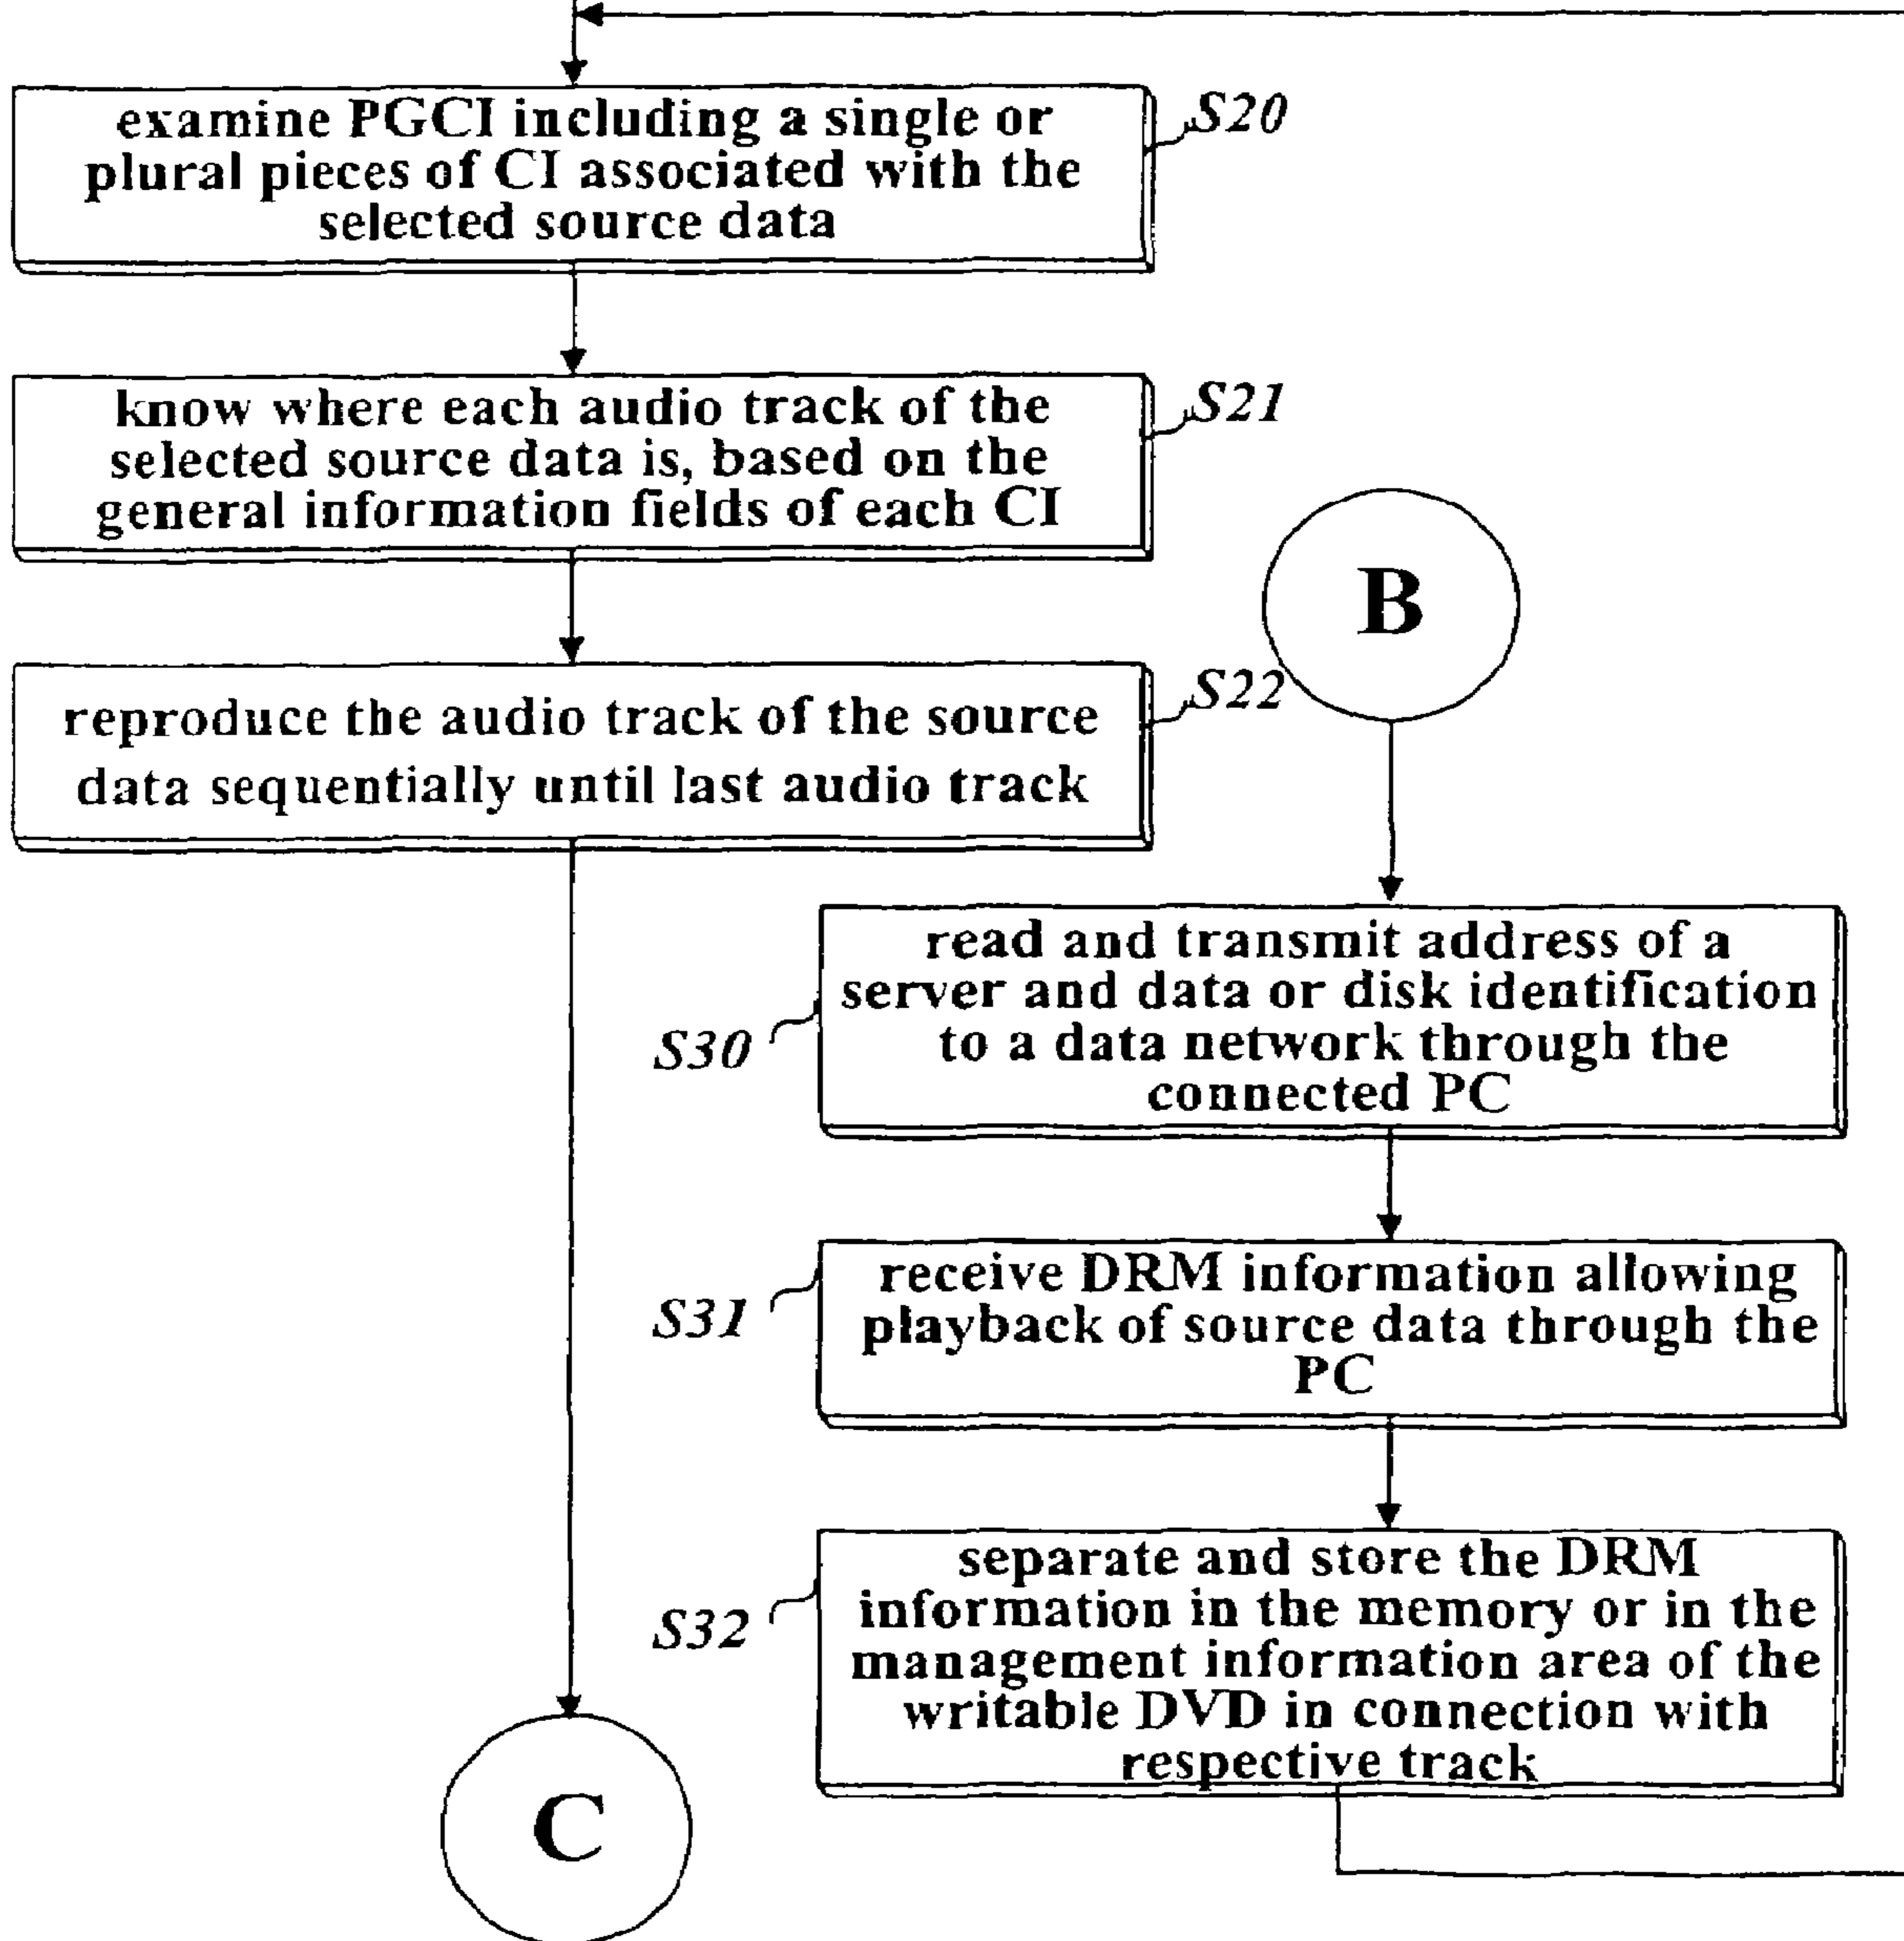 examine PGCI including a single or
plural pieces of CI associated with the
selected source data
S20
know where each audio track of the
selected source data is, based on the
general information fields of each CI
S21
reproduce the audio track of the source
data sequentially until last audio track
S22
B
read and transmit address of a
server and data or disk identification
to a data network through the
connected PC
S30
receive DRM information allowing
playback of source data through the
PC
S31
separate and store the DRM
information in the memory or in the
management information area of the
writable DVD in connection with
respective track
S32
C